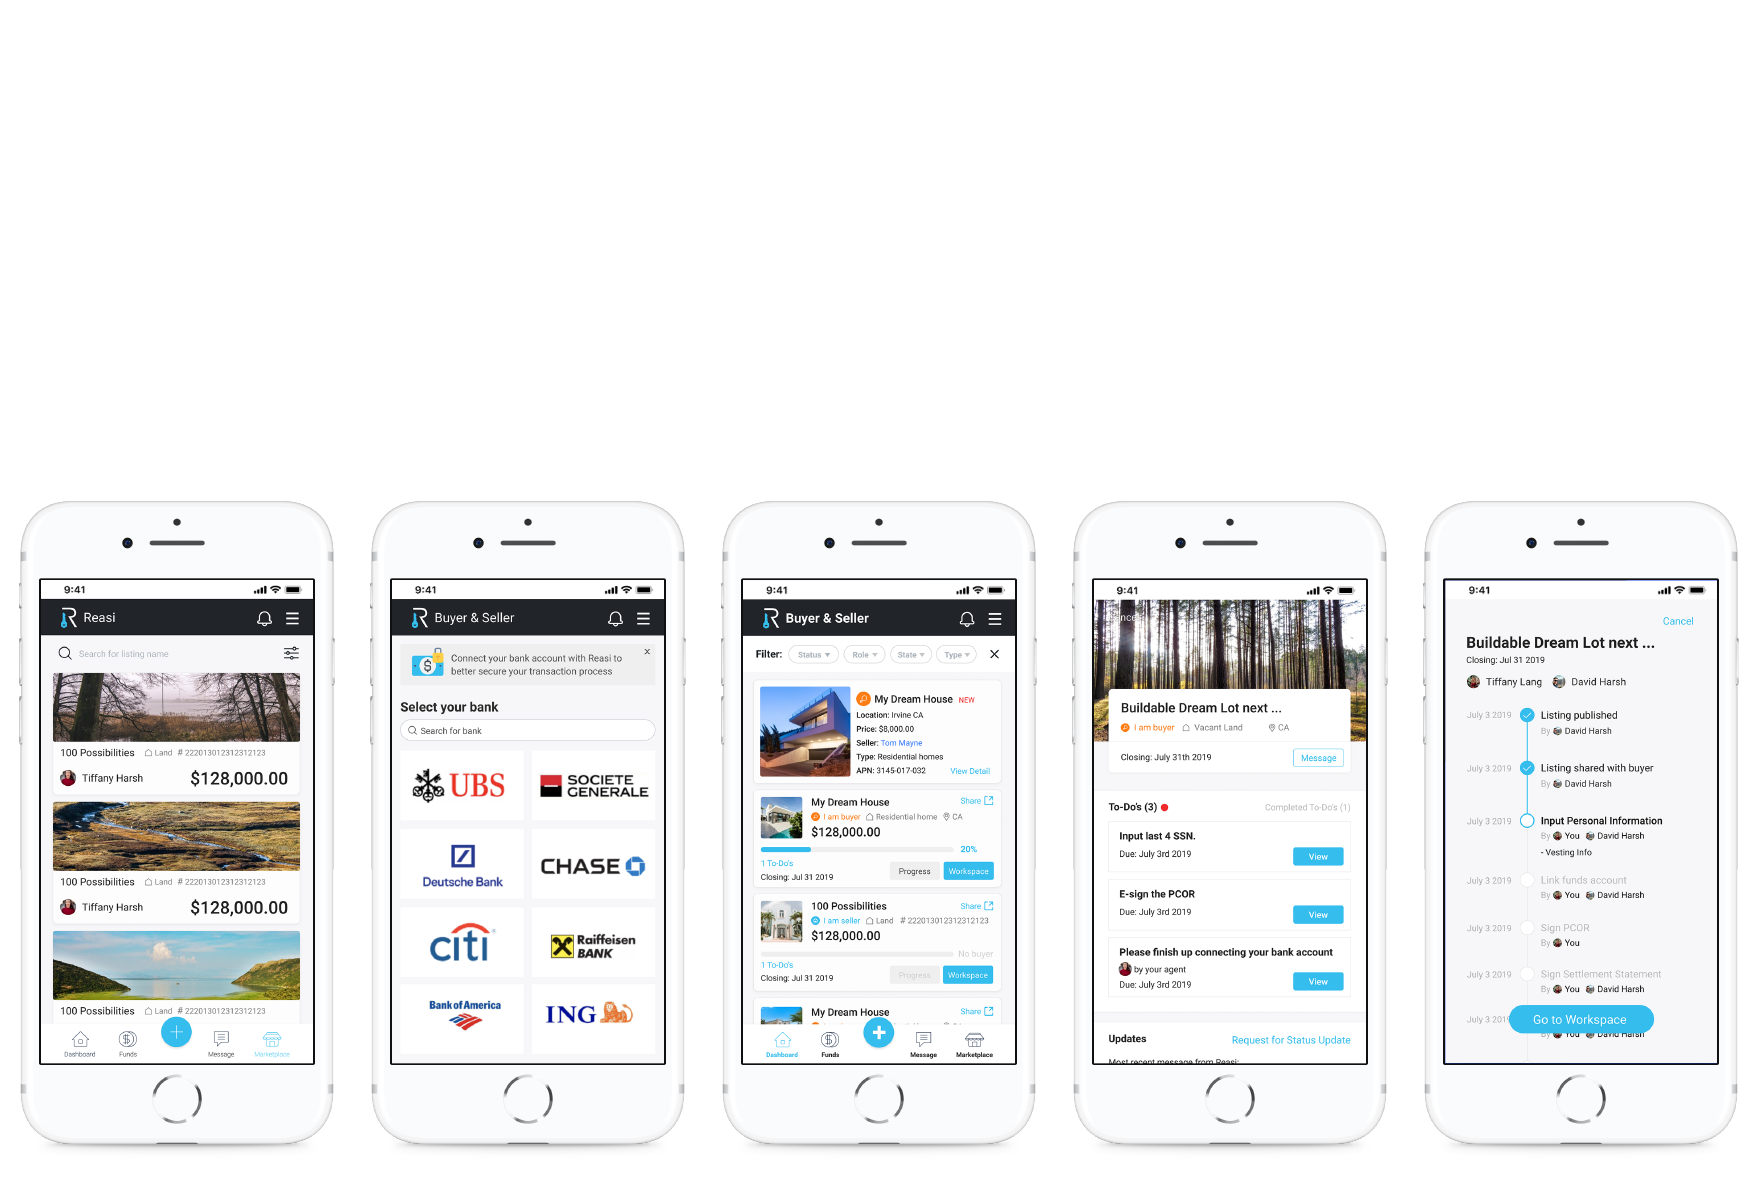 9:41
Reasi
Search for listing name
100 Possibilities Land # 222013012312312123
Tiffany Harsh $128,000.00
100 Possibilities Land # 222013012312312123
Tiffany Harsh $128,000.00
100 Possibilities Land # 222013012312312123
Dashboard Funds Message Marketplace
9:41
Buyer & Seller
Connect your bank account with Reasi to
better secure your transaction process
x
Select your bank
Search for bank
UBS
SOCIETE
GENERALE
Deutsche Bank
CHASE
citi
Raiffeisen
BANK
Bank of America
ING
9:41
Buyer & Seller
Filter: Status Role State Type
My Dream House NEW
Location: Irvine CA
Price: $8,000.00
Seller: Tom Mayne
Type: Residential homes
APN: 3145-017-032 View Detail
My Dream House Share
I am buyer Residential home CA
$128,000.00
20%
1 To-Do's
Closing: Jul 31 2019 Progress Workspace
100 Possibilities Share
I am seller Land # 222013012312312123
$128,000.00
No buyer
1 To-Do's
Closing: Jul 31 2019 Progress Workspace
My Dream House Share
Dashboard Funds Message Marketplace
9:41
Buildable Dream Lot next ...
I am buyer Vacant Land CA
Closing: July 31th 2019 Message
To-Do's (3) Completed To-Do's (1)
Input last 4 SSN.
Due: July 3rd 2019 View
E-sign the PCOR
Due: July 3rd 2019 View
Please finish up connecting your bank account
by your agent
Due: July 3rd 2019 View
Updates Request for Status Update
Most recent message from Reasi:
9:41
Cancel
Buildable Dream Lot next ...
Closing: Jul 31 2019
Tiffany Lang David Harsh
July 3 2019 Listing published
By David Harsh
July 3 2019 Listing shared with buyer
By David Harsh
July 3 2019 Input Personal Information
By You David Harsh
- Vesting Info
July 3 2019 Link funds account
By You David Harsh
July 3 2019 Sign PCOR
By You
July 3 2019 Sign Settlement Statement
By You David Harsh
July 3 2019 Go to Workspace
By You David Harsh